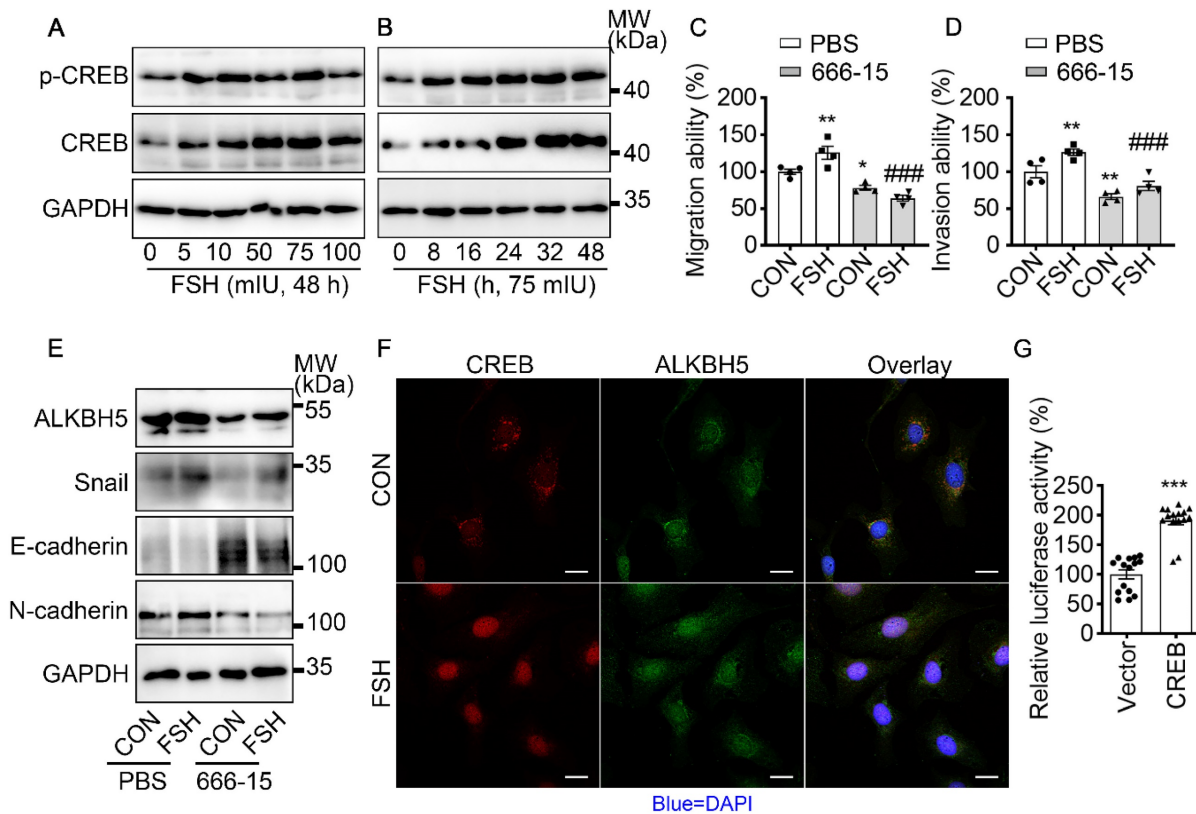 A
B
MW
(kDa)
p-CREB
40
CREB
40
GAPDH
35
0 5 10 50 75 100
FSH (mIU, 48 h)
0 8 16 24 32 48
FSH (h, 75 mIU)
C
PBS
666-15
Migration ability (%)
200
150
100
50
0
**
*
###
CON
FSH
CON
FSH
D
PBS
666-15
Invasion ability (%)
200
150
100
50
0
**
**
###
CON
FSH
CON
FSH
E
MW
(kDa)
ALKBH5
55
Snail
35
E-cadherin
100
N-cadherin
100
GAPDH
35
CON
FSH
CON
FSH
PBS
666-15
F
CREB ALKBH5 Overlay
CON
FSH
Blue=DAPI
G
Relative luciferase activity (%)
250
200
150
100
50
0
***
Vector
CREB